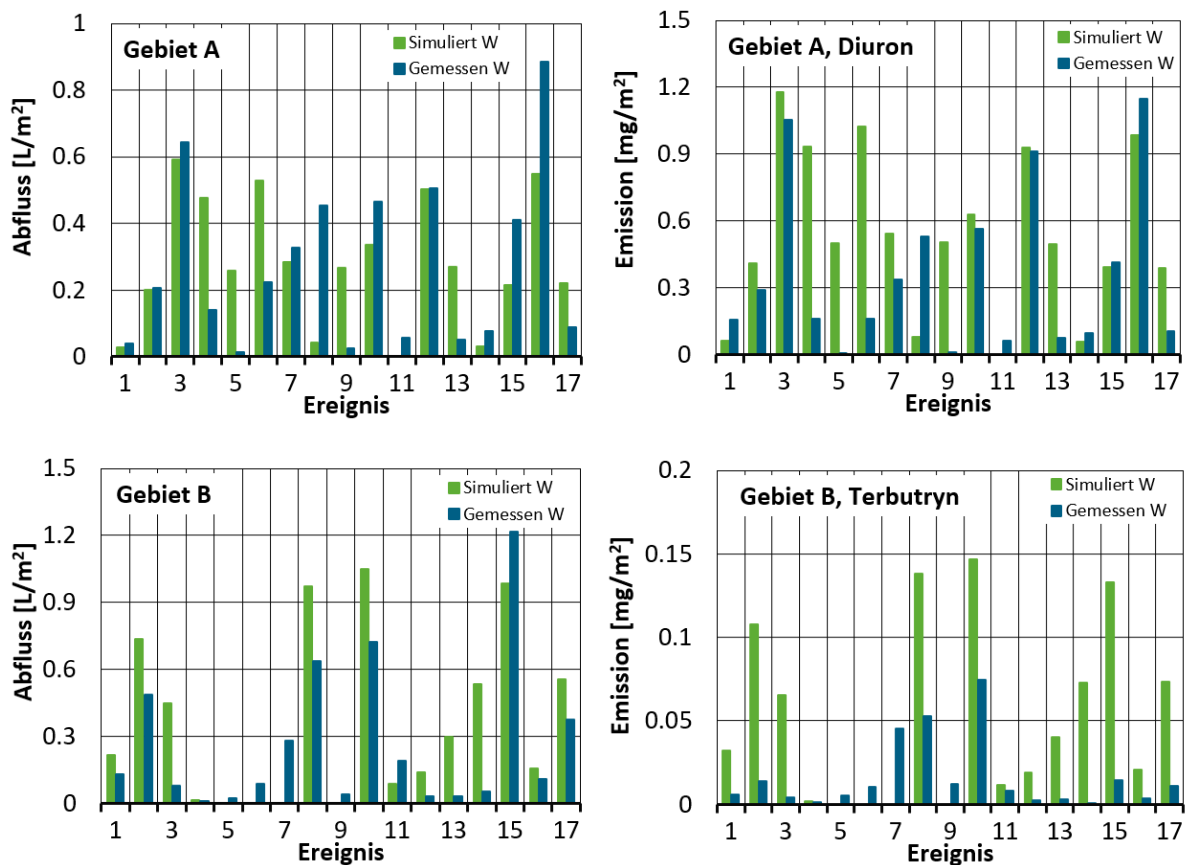 Gebiet A
Simuliert W
Gemessen W
Abfluss [L/m²]
1
0.8
0.6
0.4
0.2
0
1 3 5 7 9 11 13 15 17
Ereignis
Gebiet A, Diuron
Simuliert W
Gemessen W
Emission [mg/m²]
1.5
1.2
0.9
0.6
0.3
0
1 3 5 7 9 11 13 15 17
Ereignis
Gebiet B
Simuliert W
Gemessen W
Abfluss [L/m²]
1.5
1.2
0.9
0.6
0.3
0
1 3 5 7 9 11 13 15 17
Ereignis
Gebiet B, Terbutryn
Simuliert W
Gemessen W
Emission [mg/m²]
0.2
0.15
0.1
0.05
0
1 3 5 7 9 11 13 15 17
Ereignis